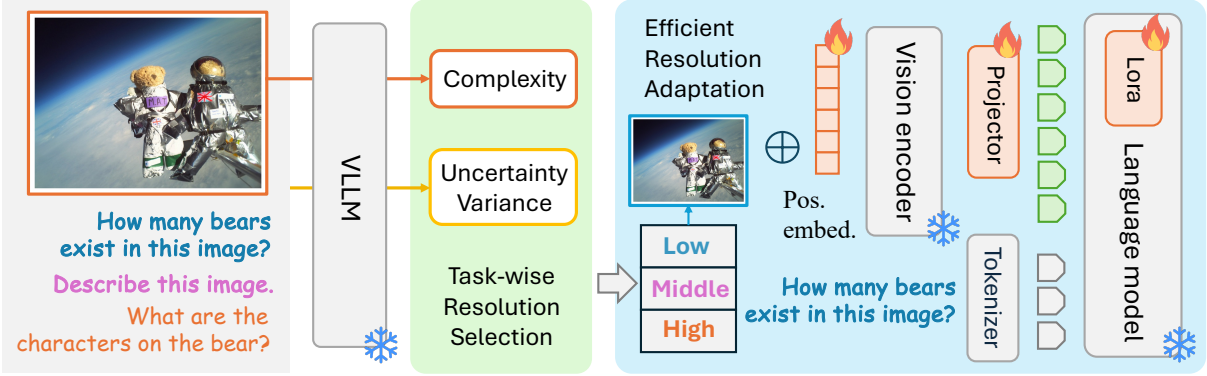 How many bears
exist in this image?
Describe this image.
What are the
characters on the bear?
VLLM
Complexity
Uncertainty
Variance
Task-wise
Resolution
Selection
Efficient
Resolution
Adaptation
Low
Middle
High
Pos.
embed.
How many bears
exist in this image?
Vision encoder
Projector
Tokenizer
Lora
Language model